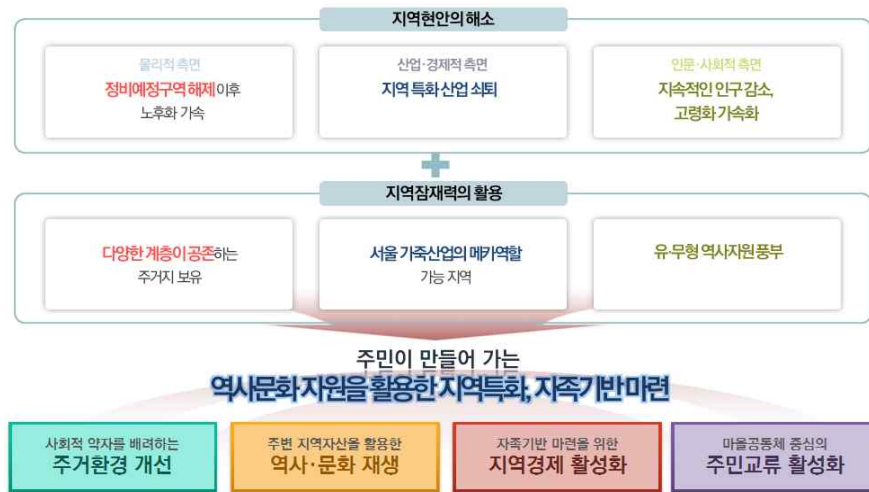 지역현안의 해소
물리적 측면
정비예정구역 해제 이후
노후화 가속
산업·경제적 측면
지역 특화 산업 쇠퇴
인문·사회적 측면
지속적인 인구 감소,
고령화 가속화
지역잠재력의 활용
다양한 계층이 공존하는
주거지 보유
서울 가죽산업의 메카역할
가능 지역
유·무형 역사자원 풍부
주민이 만들어 가는
역사문화 자원을 활용한 지역특화, 자족기반 마련
사회적 약자를 배려하는
주거환경 개선
주변 지역자산을 활용한
역사·문화 재생
자족기반 마련을 위한
지역경제 활성화
마을공동체 중심의
주민교류 활성화